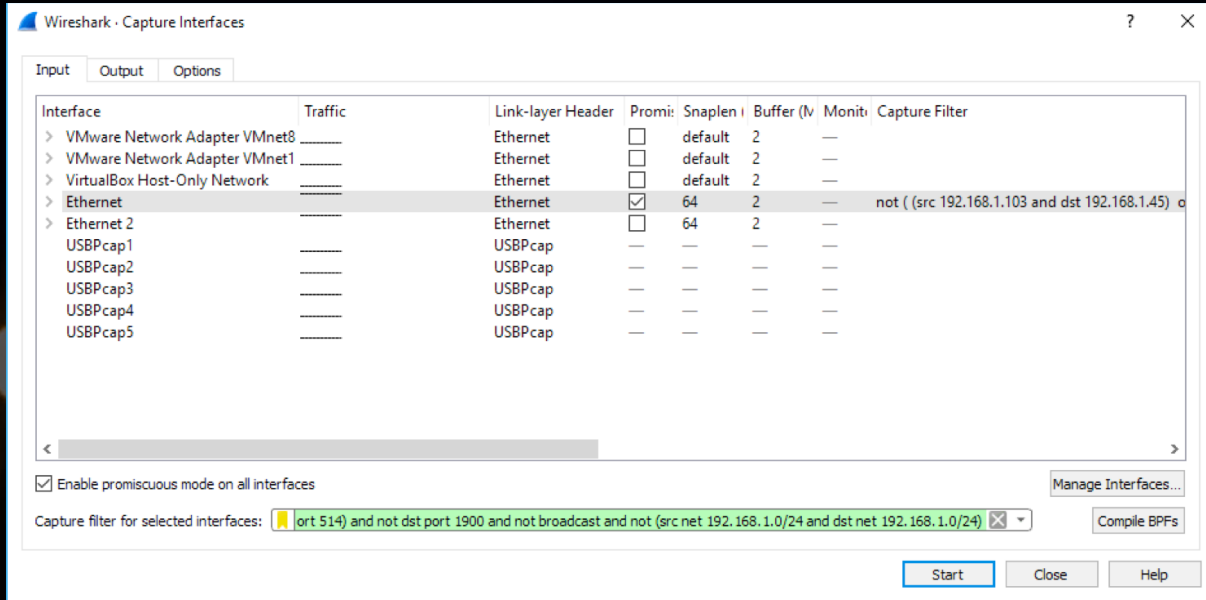 Wireshark · Capture Interfaces ?
Input Output Options
Interface Traffic Link-layer Header Promis Snaplen ( Buffer (M Monito Capture Filter
VMware Network Adapter VMnet8 Ethernet default 2 —
VMware Network Adapter VMnet1 Ethernet default 2 —
VirtualBox Host-Only Network Ethernet default 2 —
Ethernet Ethernet 64 2 — not ( (src 192.168.1.103 and dst 192.168.1.45) o
Ethernet 2 Ethernet 64 2 —
USBPcap1 USBPcap — — — —
USBPcap2 USBPcap — — — —
USBPcap3 USBPcap — — — —
USBPcap4 USBPcap — — — —
USBPcap5 USBPcap — — — —
Enable promiscuous mode on all interfaces Manage Interfaces...
Capture filter for selected interfaces: ort 514) and not dst port 1900 and not broadcast and not (src net 192.168.1.0/24 and dst net 192.168.1.0/24) Compile BPFs
Start Close Help